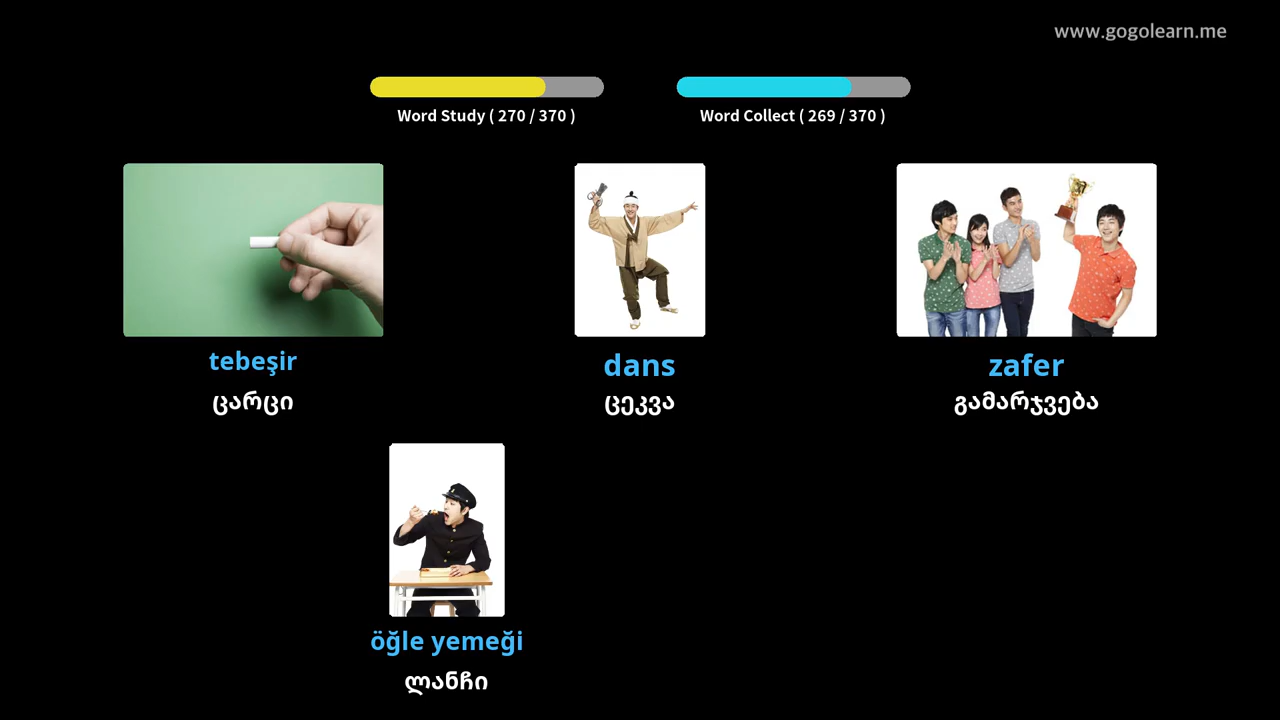 www.gogolearn.me
Word Study ( 270 / 370 )
Word Collect ( 269 / 370 )
tebeşir
ცარცი
dans
ცეკვა
zafer
გამარჯვება
öğle yemeği
ლანჩი